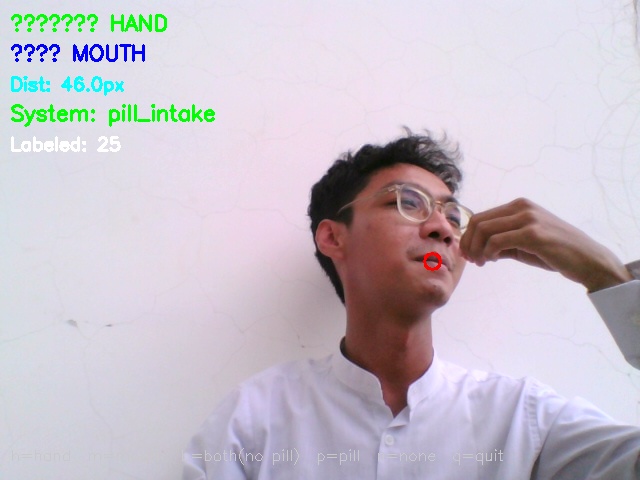 ??????? HAND
???? MOUTH
Dist: 46.0px
System: pill_intake
Labeled: 25
=both(no pill) p=pill =none q=quit